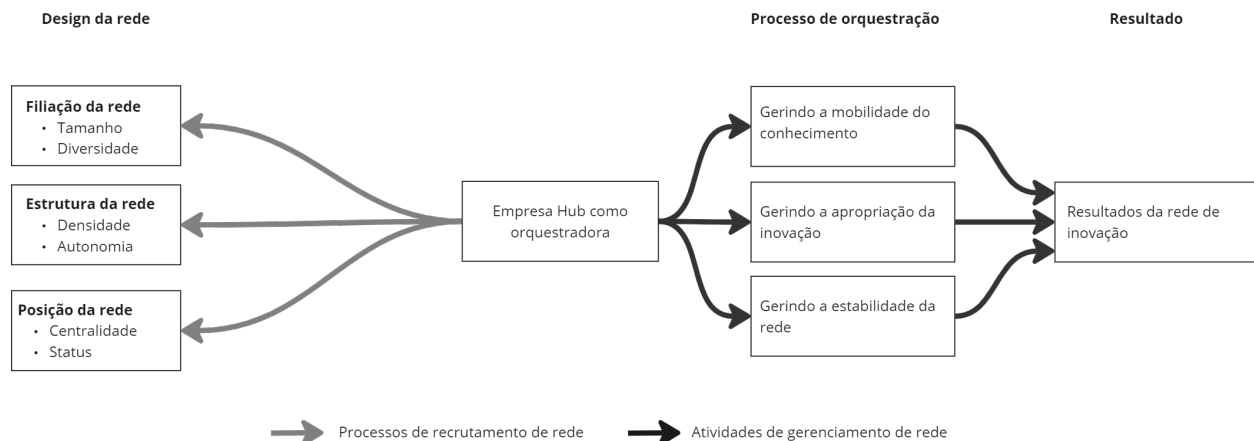 Design da rede
Processo de orquestração
Resultado
Filiação da rede
• Tamanho
• Diversidade
Estrutura da rede
• Densidade
• Autonomia
Posição da rede
• Centralidade
• Status
Empresa Hub como
orquestradora
Gerindo a mobilidade do
conhecimento
Gerindo a apropriação da
inovação
Gerindo a estabilidade da
rede
Resultados da rede de
inovação
Processos de recrutamento de rede
Atividades de gerenciamento de rede